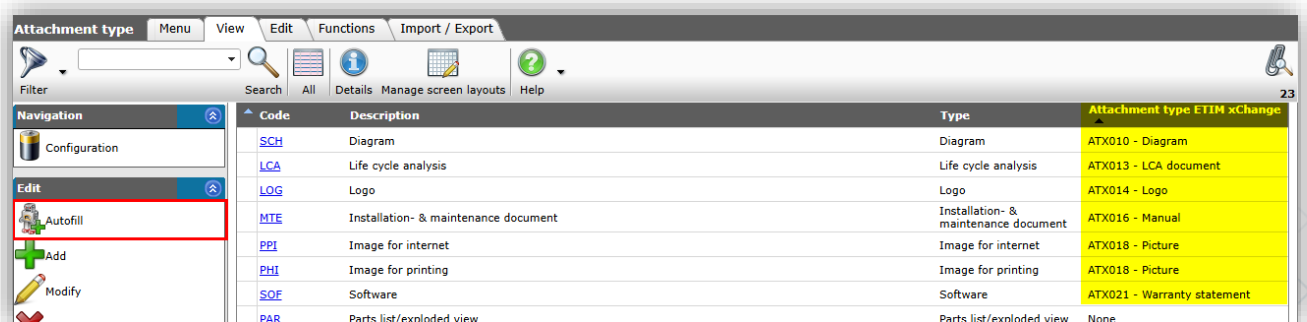 Attachment type Menu View Edit Functions Import / Export
Filter Search All Details Manage screen layouts Help 23
Navigation
Configuration
Edit
Autofill
Add
Modify
Code Description Type Attachment type ETIM xChange
SCH Diagram Diagram ATX010 - Diagram
LCA Life cycle analysis Life cycle analysis ATX013 - LCA document
LOG Logo Logo ATX014 - Logo
MTE Installation- & maintenance document Installation- & maintenance document ATX016 - Manual
PPI Image for internet Image for internet ATX018 - Picture
PHI Image for printing Image for printing ATX018 - Picture
SOF Software Software ATX021 - Warranty statement
PAR Parts list/exploded view Parts list/exploded view None